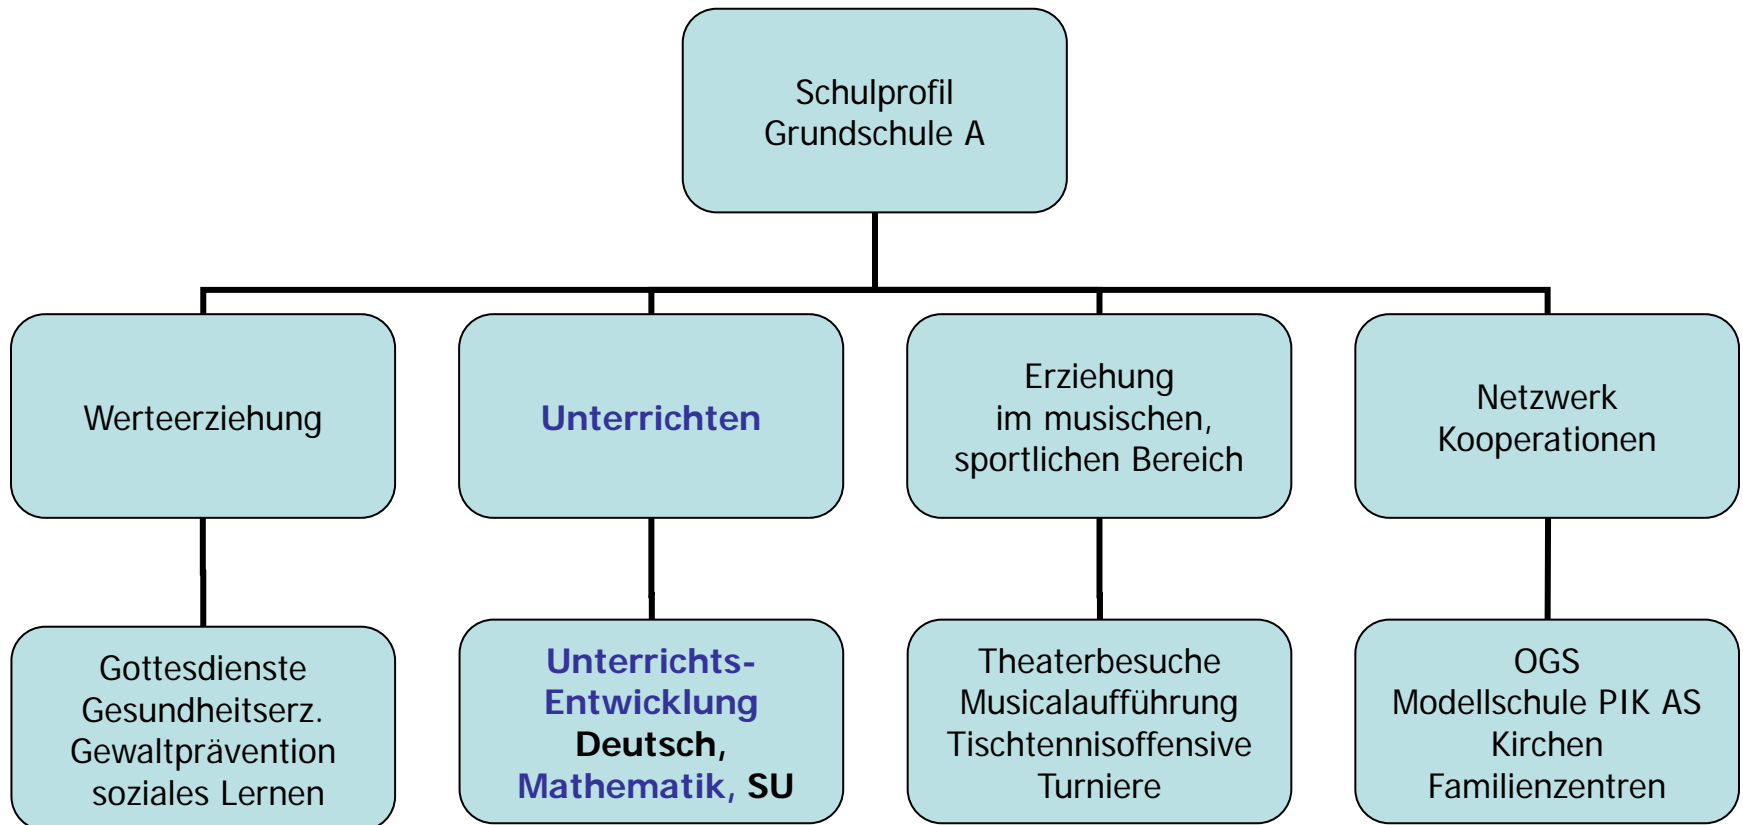 Schulprofil
Grundschule A
Werteerziehung
Unterrichten
Erziehung
im musischen,
sportlichen Bereich
Netzwerk
Kooperationen
Gottesdienste
Gesundheitserz.
Gewaltprävention
soziales Lernen
Unterrichts-
Entwicklung
Deutsch,
Mathematik, SU
Theaterbesuche
Musicalaufführung
Tischtennisoffensive
Turniere
OGS
Modellschule PIK AS
Kirchen
Familienzentren